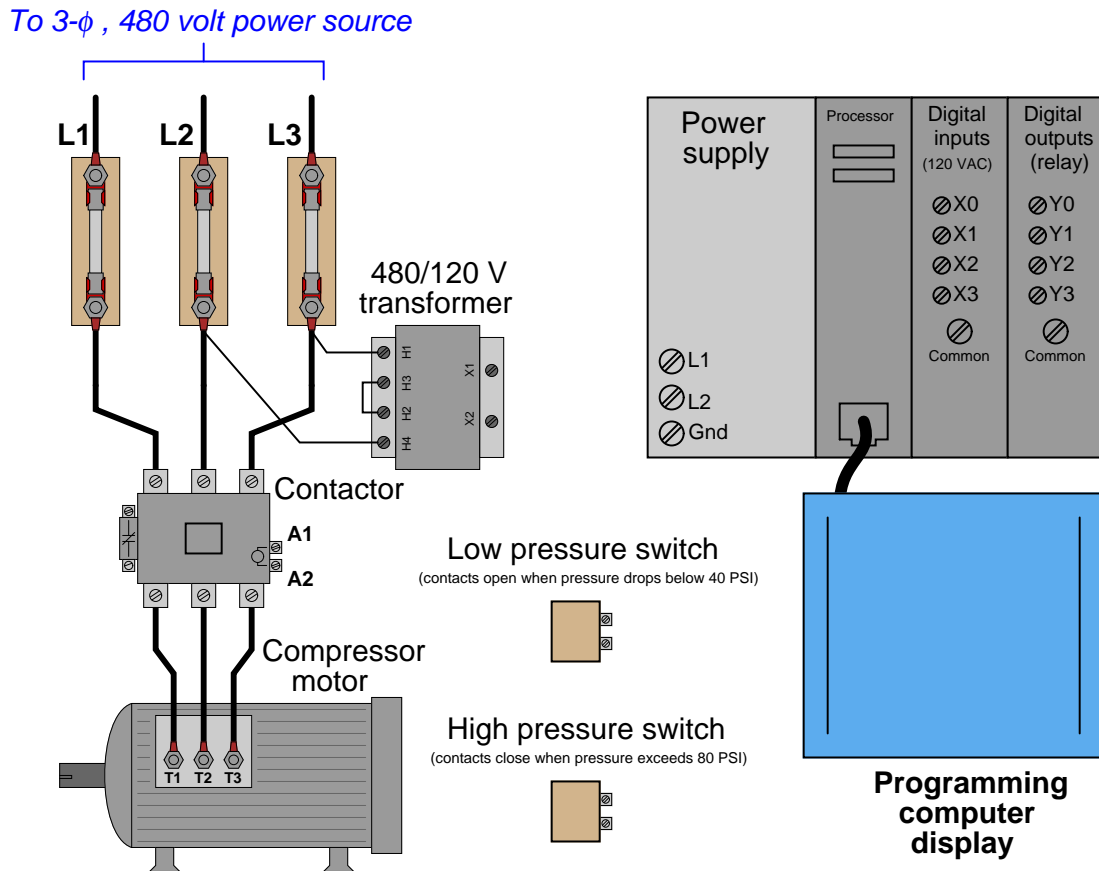 To 3-ϕ , 480 volt power source
L1
L2
L3
480/120 V
transformer
H1
H3
H2
H4
X1
X2
Contactor
A1
A2
Compressor
motor
T1
T2
T3
Low pressure switch
(contacts open when pressure drops below 40 PSI)
High pressure switch
(contacts close when pressure exceeds 80 PSI)
Power
supply
L1
L2
Gnd
Processor
Digital
inputs
(120 VAC)
X0
X1
X2
X3
Common
Digital
outputs
(relay)
Y0
Y1
Y2
Y3
Common
Programming
computer
display